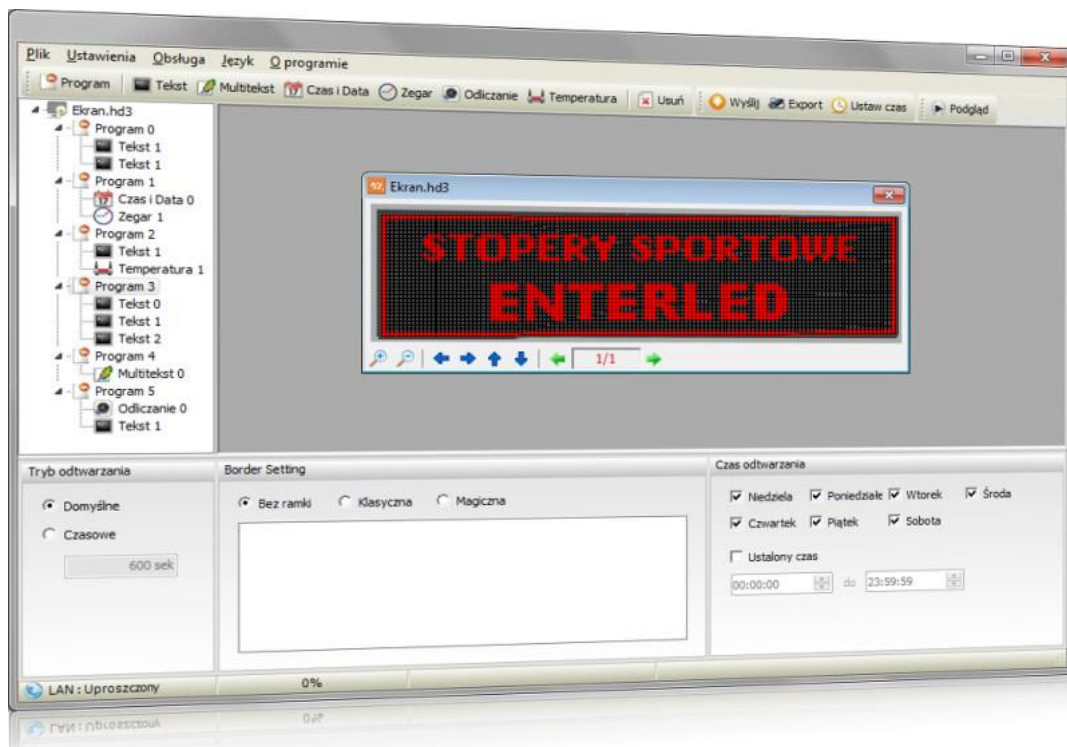 Plik Ustawienia Obsługa Język O programie
Program Tekst Multitekst Czas i Data Zegar Odliczanie Temperatura Usuń Wyślij Export Ustaw czas Podgląd
Ekran.hd3
Program 0
Tekst 1
Tekst 1
Program 1
Czas i Data 0
Zegar 1
Program 2
Tekst 1
Temperatura 1
Program 3
Tekst 0
Tekst 1
Tekst 2
Program 4
Multitekst 0
Program 5
Odliczanie 0
Tekst 1
Ekran.hd3
STOPERY SPORTOWE
ENTERLED
1/1
Tryb odtwarzania
Domyślne
Czasowe
600 sek
Border Setting
Bez ramki Klasyczna Magiczna
Czas odtwarzania
Niedziela Poniedziałe Wtorek Środa
Czwartek Piątek Sobota
Ustalony czas
00:00:00 do 23:59:59
LAN : Uproszczony 0%